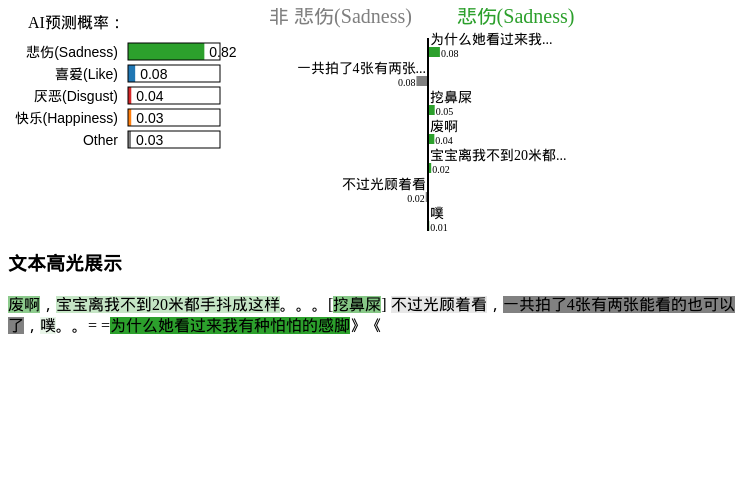 AI预测概率：
悲伤(Sadness) 0.82
喜爱(Like) 0.08
厌恶(Disgust) 0.04
快乐(Happiness) 0.03
Other 0.03
非 悲伤(Sadness) 悲伤(Sadness)
为什么她看过来我...
0.08
一共拍了4张有两张...
0.08
挖鼻屎
0.05
废啊
0.04
宝宝离我不到20米都...
0.02
不过光顾着看
0.02
噗
0.01
文本高光展示
废啊，宝宝离我不到20米都手抖成这样。。。[挖鼻屎] 不过光顾着看，一共拍了4张有两张能看的也可以
了，噗。。= =为什么她看过来我有种怕怕的感脚》《